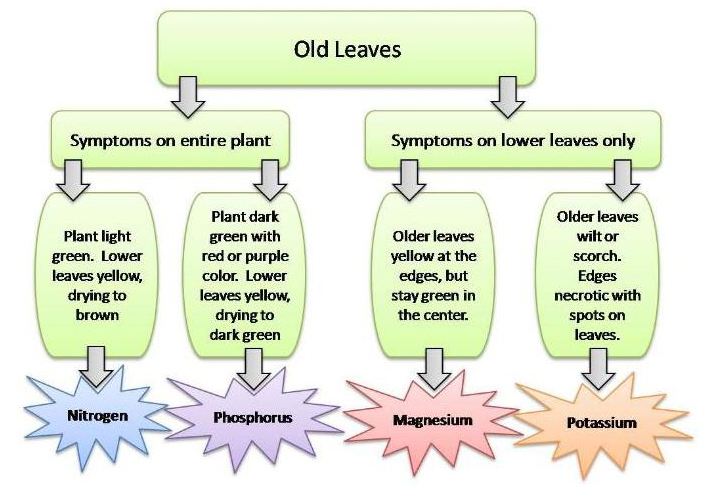 Old Leaves
Symptoms on entire plant
Symptoms on lower leaves only
Plant light
green.  Lower
leaves yellow,
drying to
brown
Plant dark
green with
red or purple
color.  Lower
leaves yellow,
drying to
dark green
Older leaves
yellow at the
edges, but
stay green in
the center.
Older leaves
wilt or
scorch.
Edges
necrotic with
spots on
leaves.
Nitrogen
Phosphorus
Magnesium
Potassium